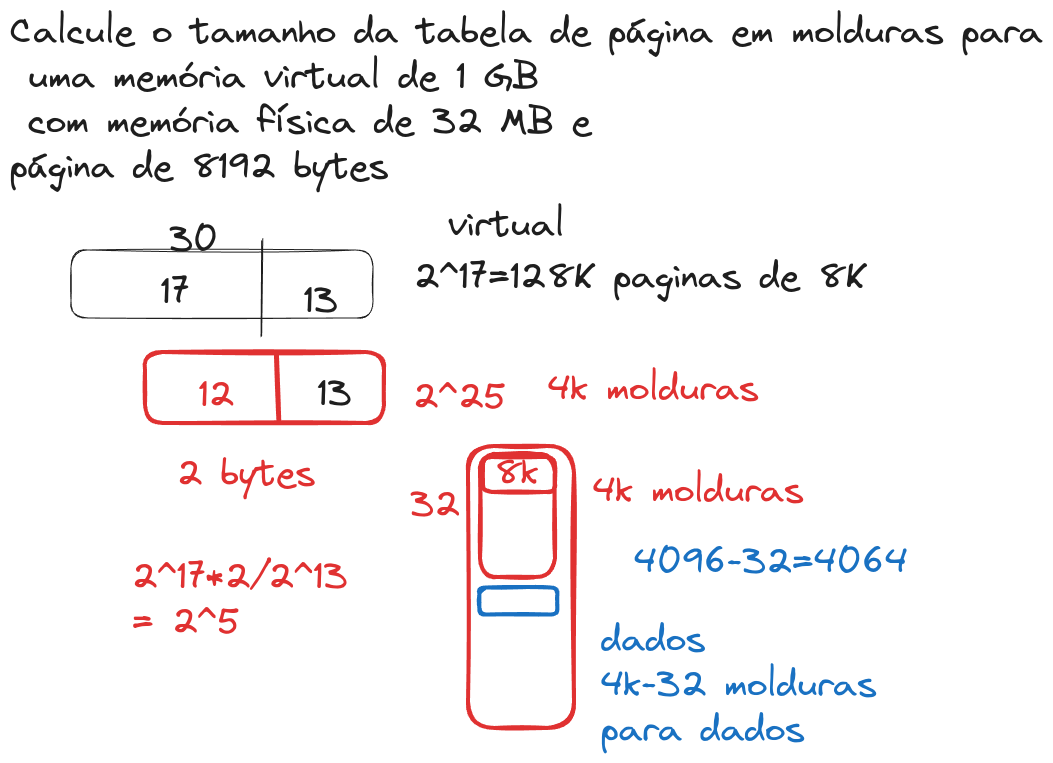 Calcule o tamanho da tabela de página em molduras para
uma memória virtual de 1 GB
com memória física de 32 MB e
página de 8192 bytes
30
17
13
virtual
2^17=128K paginas de 8K
12
13
2^25
4k molduras
2 bytes
8k
32
4k molduras
4096-32=4064
2^17*2/2^13
= 2^5
dados
4k-32 molduras
para dados